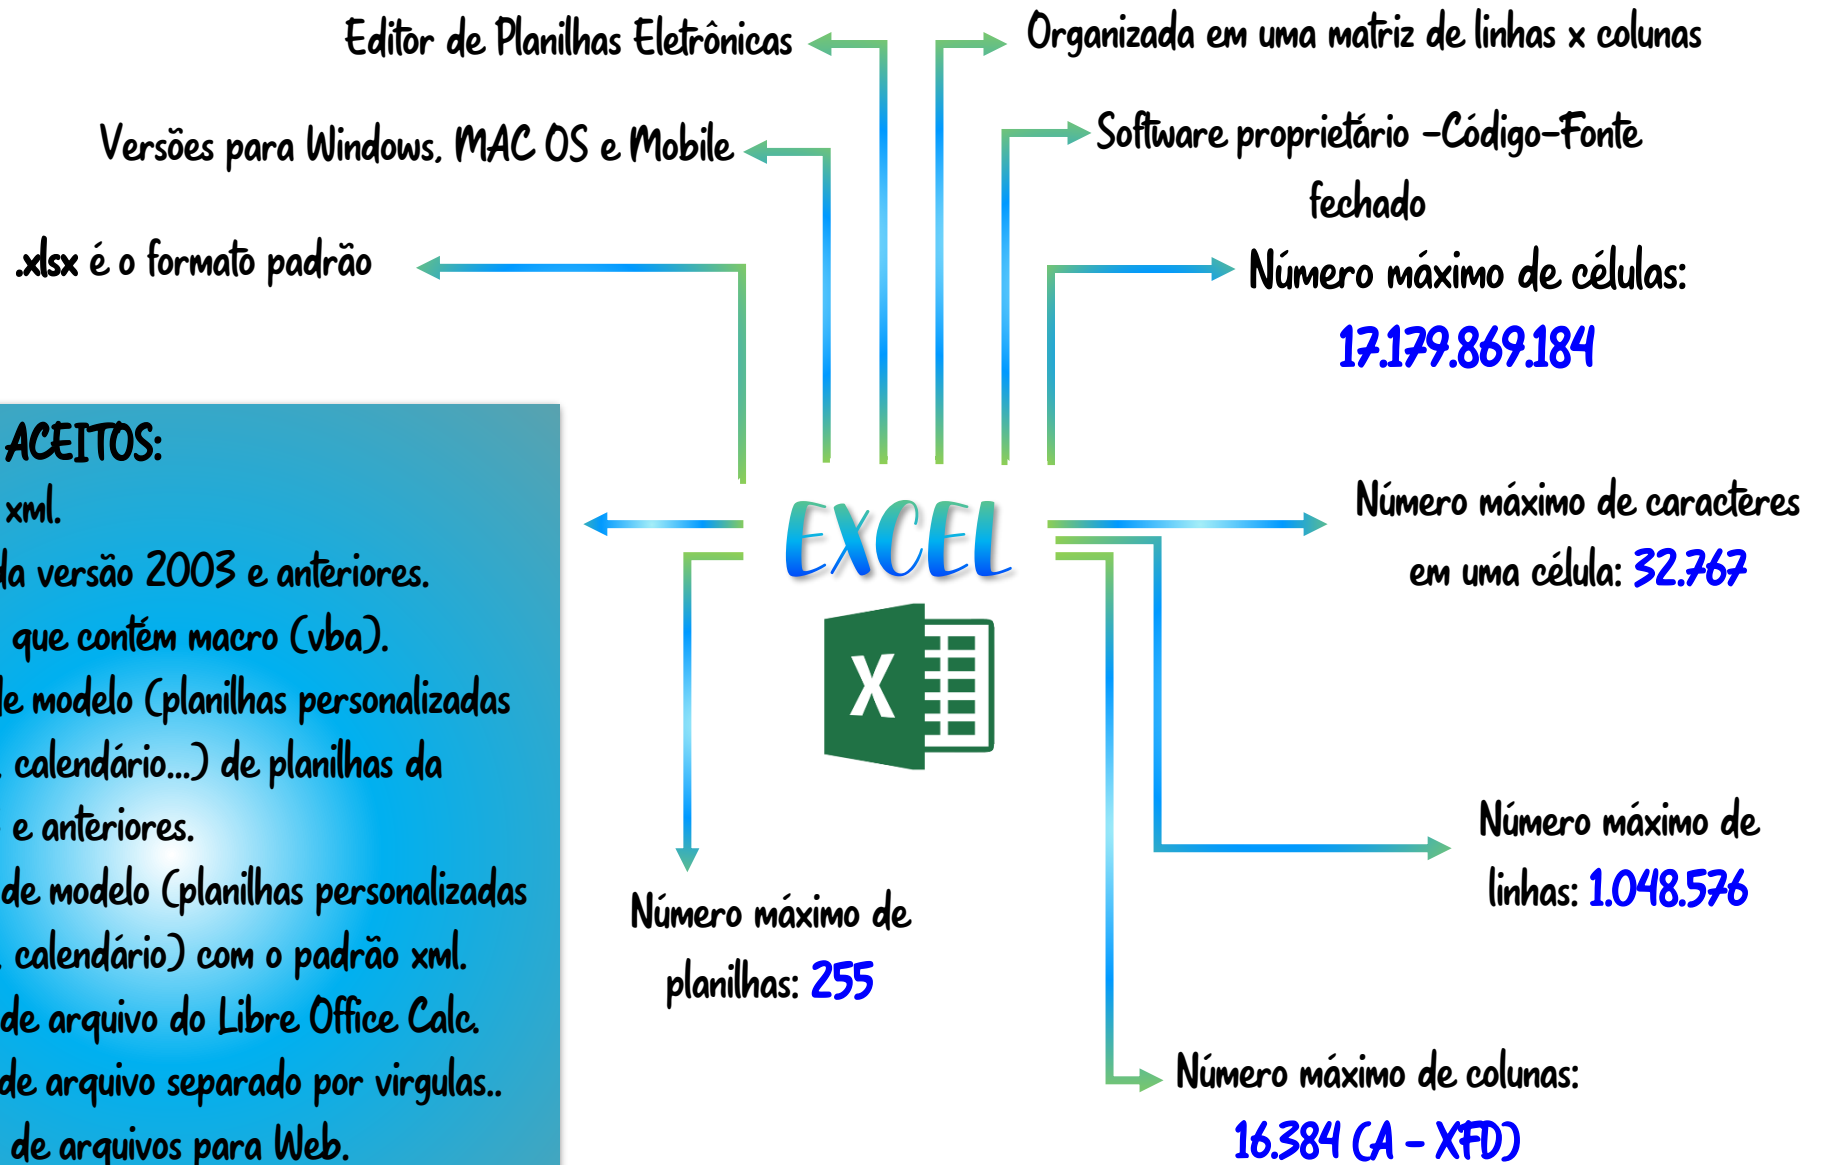 Editor de Planilhas Eletrônicas
Organizada em uma matriz de linhas x colunas
Versões para Windows, MAC OS e Mobile
Software proprietário -Código-Fonte
fechado
.xlsx é o formato padrão
Número máximo de células:
17.179.869.184
ACEITOS:
xml.
da versão 2003 e anteriores.
que contém macro (vba).
de modelo (planilhas personalizadas
calendário...) de planilhas da
e anteriores.
de modelo (planilhas personalizadas
calendário) com o padrão xml.
de arquivo do Libre Office Calc.
de arquivo separado por virgulas..
de arquivos para Web.
EXCEL
X
Número máximo de caracteres
em uma célula: 32.767
Número máximo de
linhas: 1.048.576
Número máximo de
planilhas: 255
Número máximo de colunas:
16.384 (A - XFD)